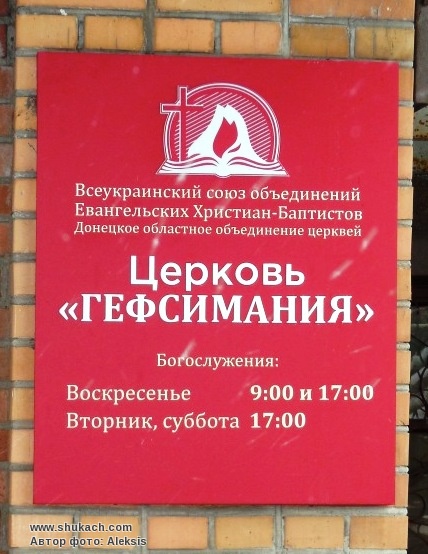 Всеукраинский союз объединений
Евангельских Христиан-Баптистов
Донецкое областное объединение церквей
Церковь
«ГЕФСИМАНИЯ»
Богослужения:
Воскресенье 9:00 и 17:00
Вторник, суббота 17:00
www.shukach.com
Автор фото: Aleksis